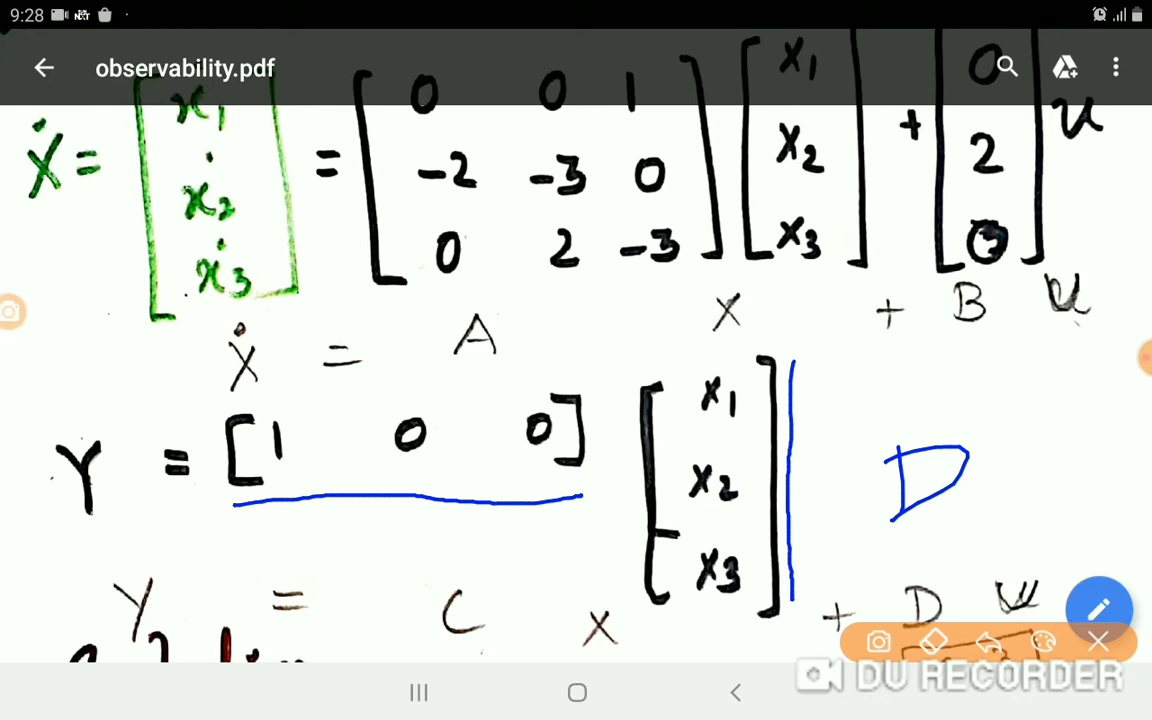 9:28
observability.pdf
Ẋ = [ẋ1 ẋ2 ẋ3] = [0 0 1; -2 -3 0; 0 2 -3] [x1 x2 x3] + [0 2 0] u
Ẋ = A X + B U
Y = [1 0 0] [x1 x2 x3] D
Y = C X + D U
DU RECORDER